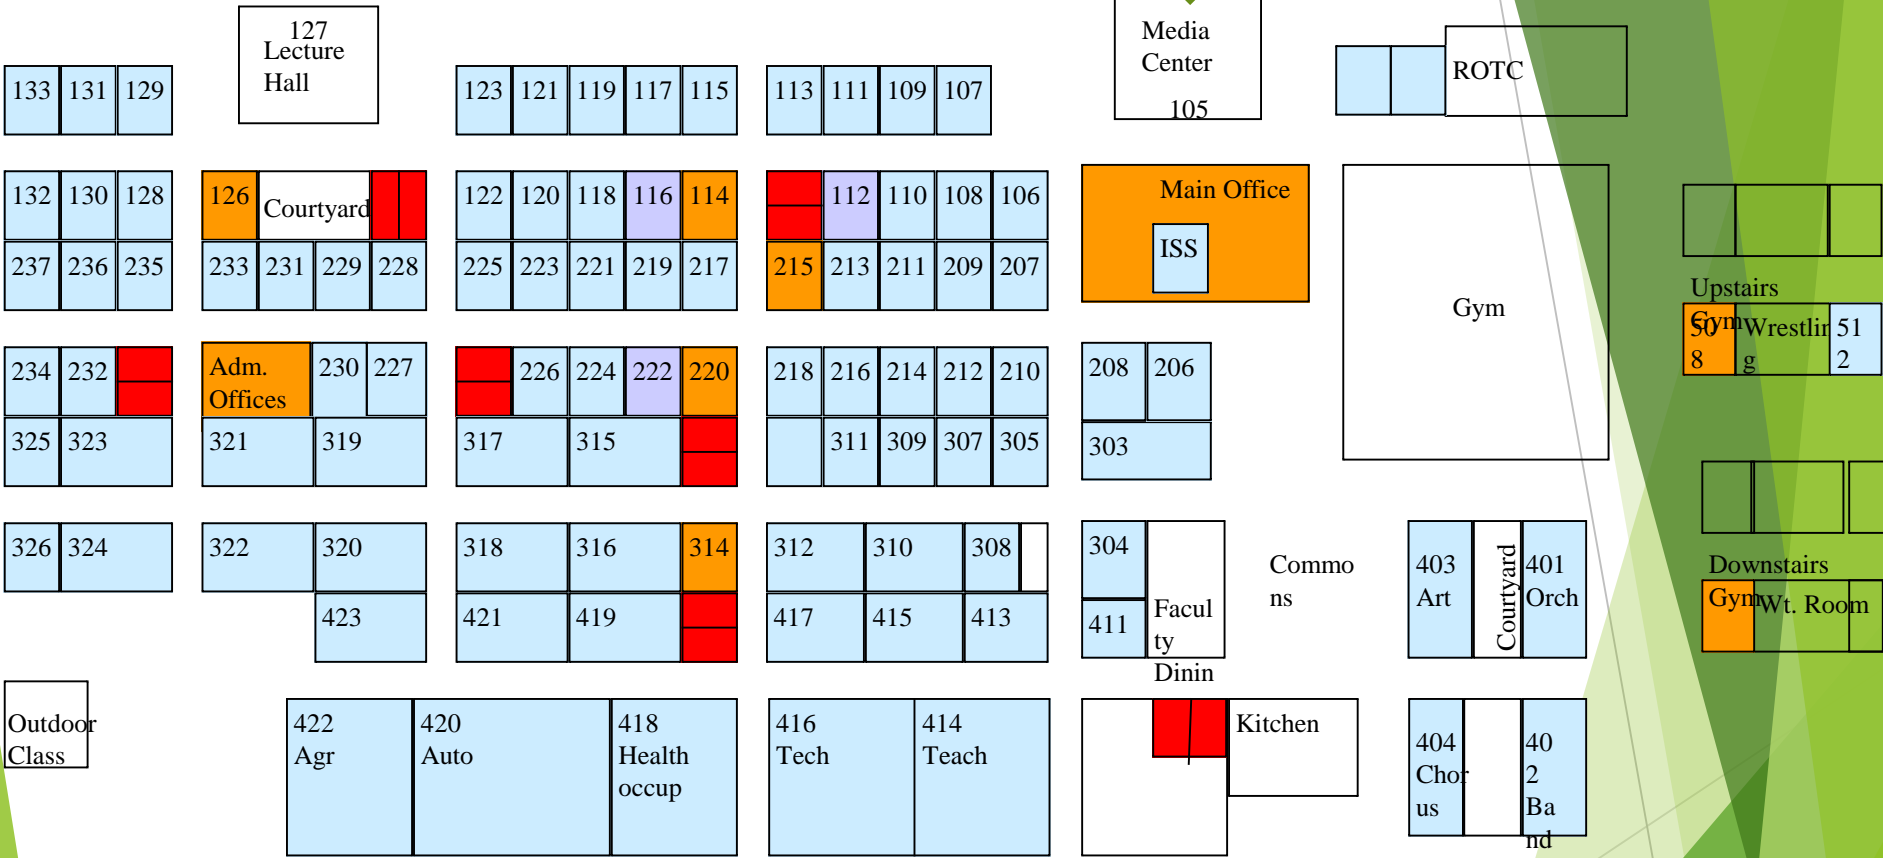 127
Lecture
Hall
Media
Center
105
ROTC
133 131 129
123 121 119 117 115
113 111 109 107
132 130 128
126 Courtyard
122 120 118 116 114
112 110 108 106
Main Office
ISS
237 236 235
233 231 229 228
225 223 221 219 217
215 213 211 209 207
Gym
Upstairs
Gym
50
8
Wrestlin
g
51
2
234 232
Adm.
Offices
230 227
226 224 222 220
218 216 214 212 210
208 206
325 323
321 319
317 315
311 309 307 305
303
326 324
322 320
318 316 314
312 310 308
304
Commo
ns
403
Art
Courtyard
401
Orch
Downstairs
Gym
Wt. Room
423
421 419
417 415 413
411
Facul
ty
Dinin
Outdoor
Class
422
Agr
420
Auto
418
Health
occup
416
Tech
414
Teach
Kitchen
404
Chor
us
40
2
Ba
nd